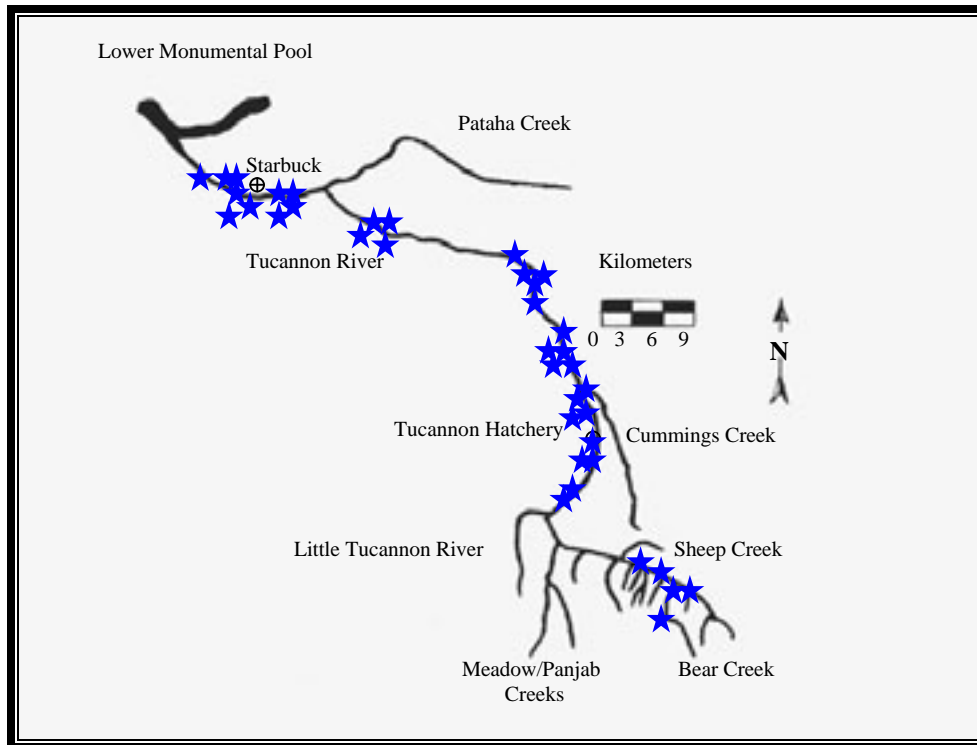 Lower Monumental Pool
Pataha Creek
Starbuck
Tucannon River
Kilometers
0 3 6 9
N
Tucannon Hatchery
Cummings Creek
Little Tucannon River
Sheep Creek
Meadow/Panjab
Creeks
Bear Creek